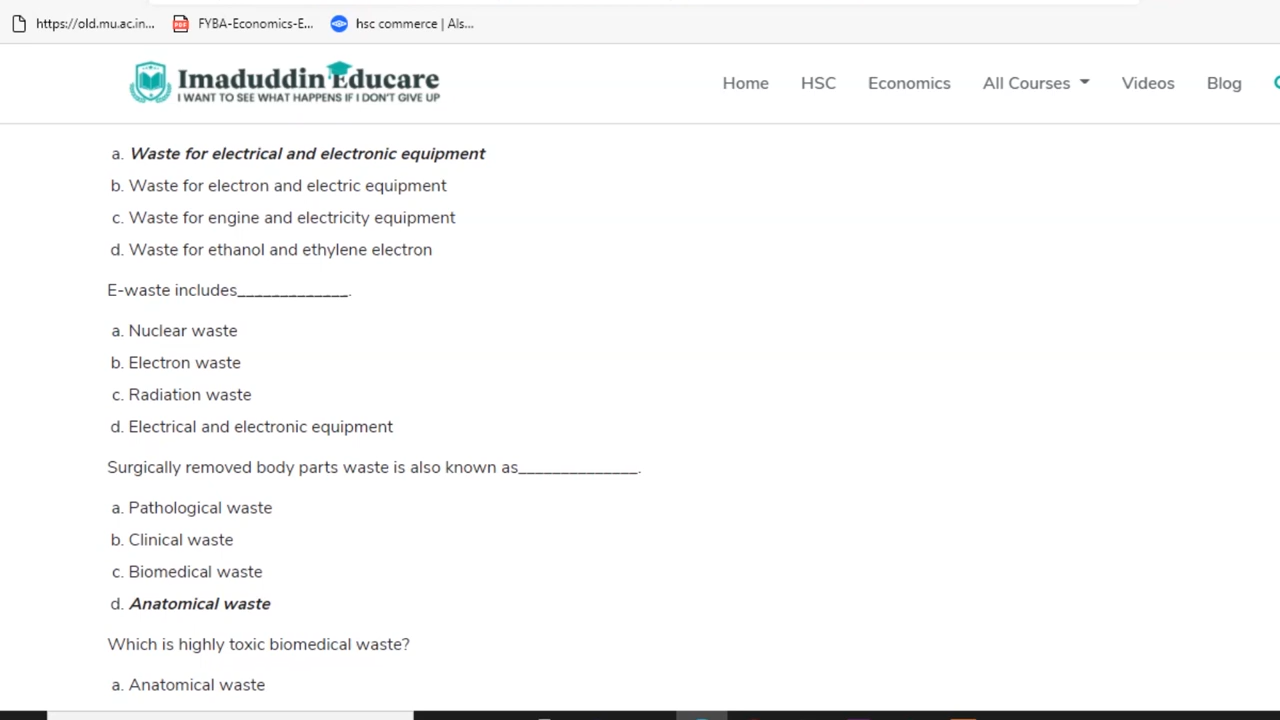 https://old.mu.ac.in... FYBA-Economics-E... hsc commerce | Als...
Imaduddin Educare
I WANT TO SEE WHAT HAPPENS IF I DON'T GIVE UP
Home HSC Economics All Courses Videos Blog
a. Waste for electrical and electronic equipment
b. Waste for electron and electric equipment
c. Waste for engine and electricity equipment
d. Waste for ethanol and ethylene electron
E-waste includes_____________.
a. Nuclear waste
b. Electron waste
c. Radiation waste
d. Electrical and electronic equipment
Surgically removed body parts waste is also known as______________.
a. Pathological waste
b. Clinical waste
c. Biomedical waste
d. Anatomical waste
Which is highly toxic biomedical waste?
a. Anatomical waste